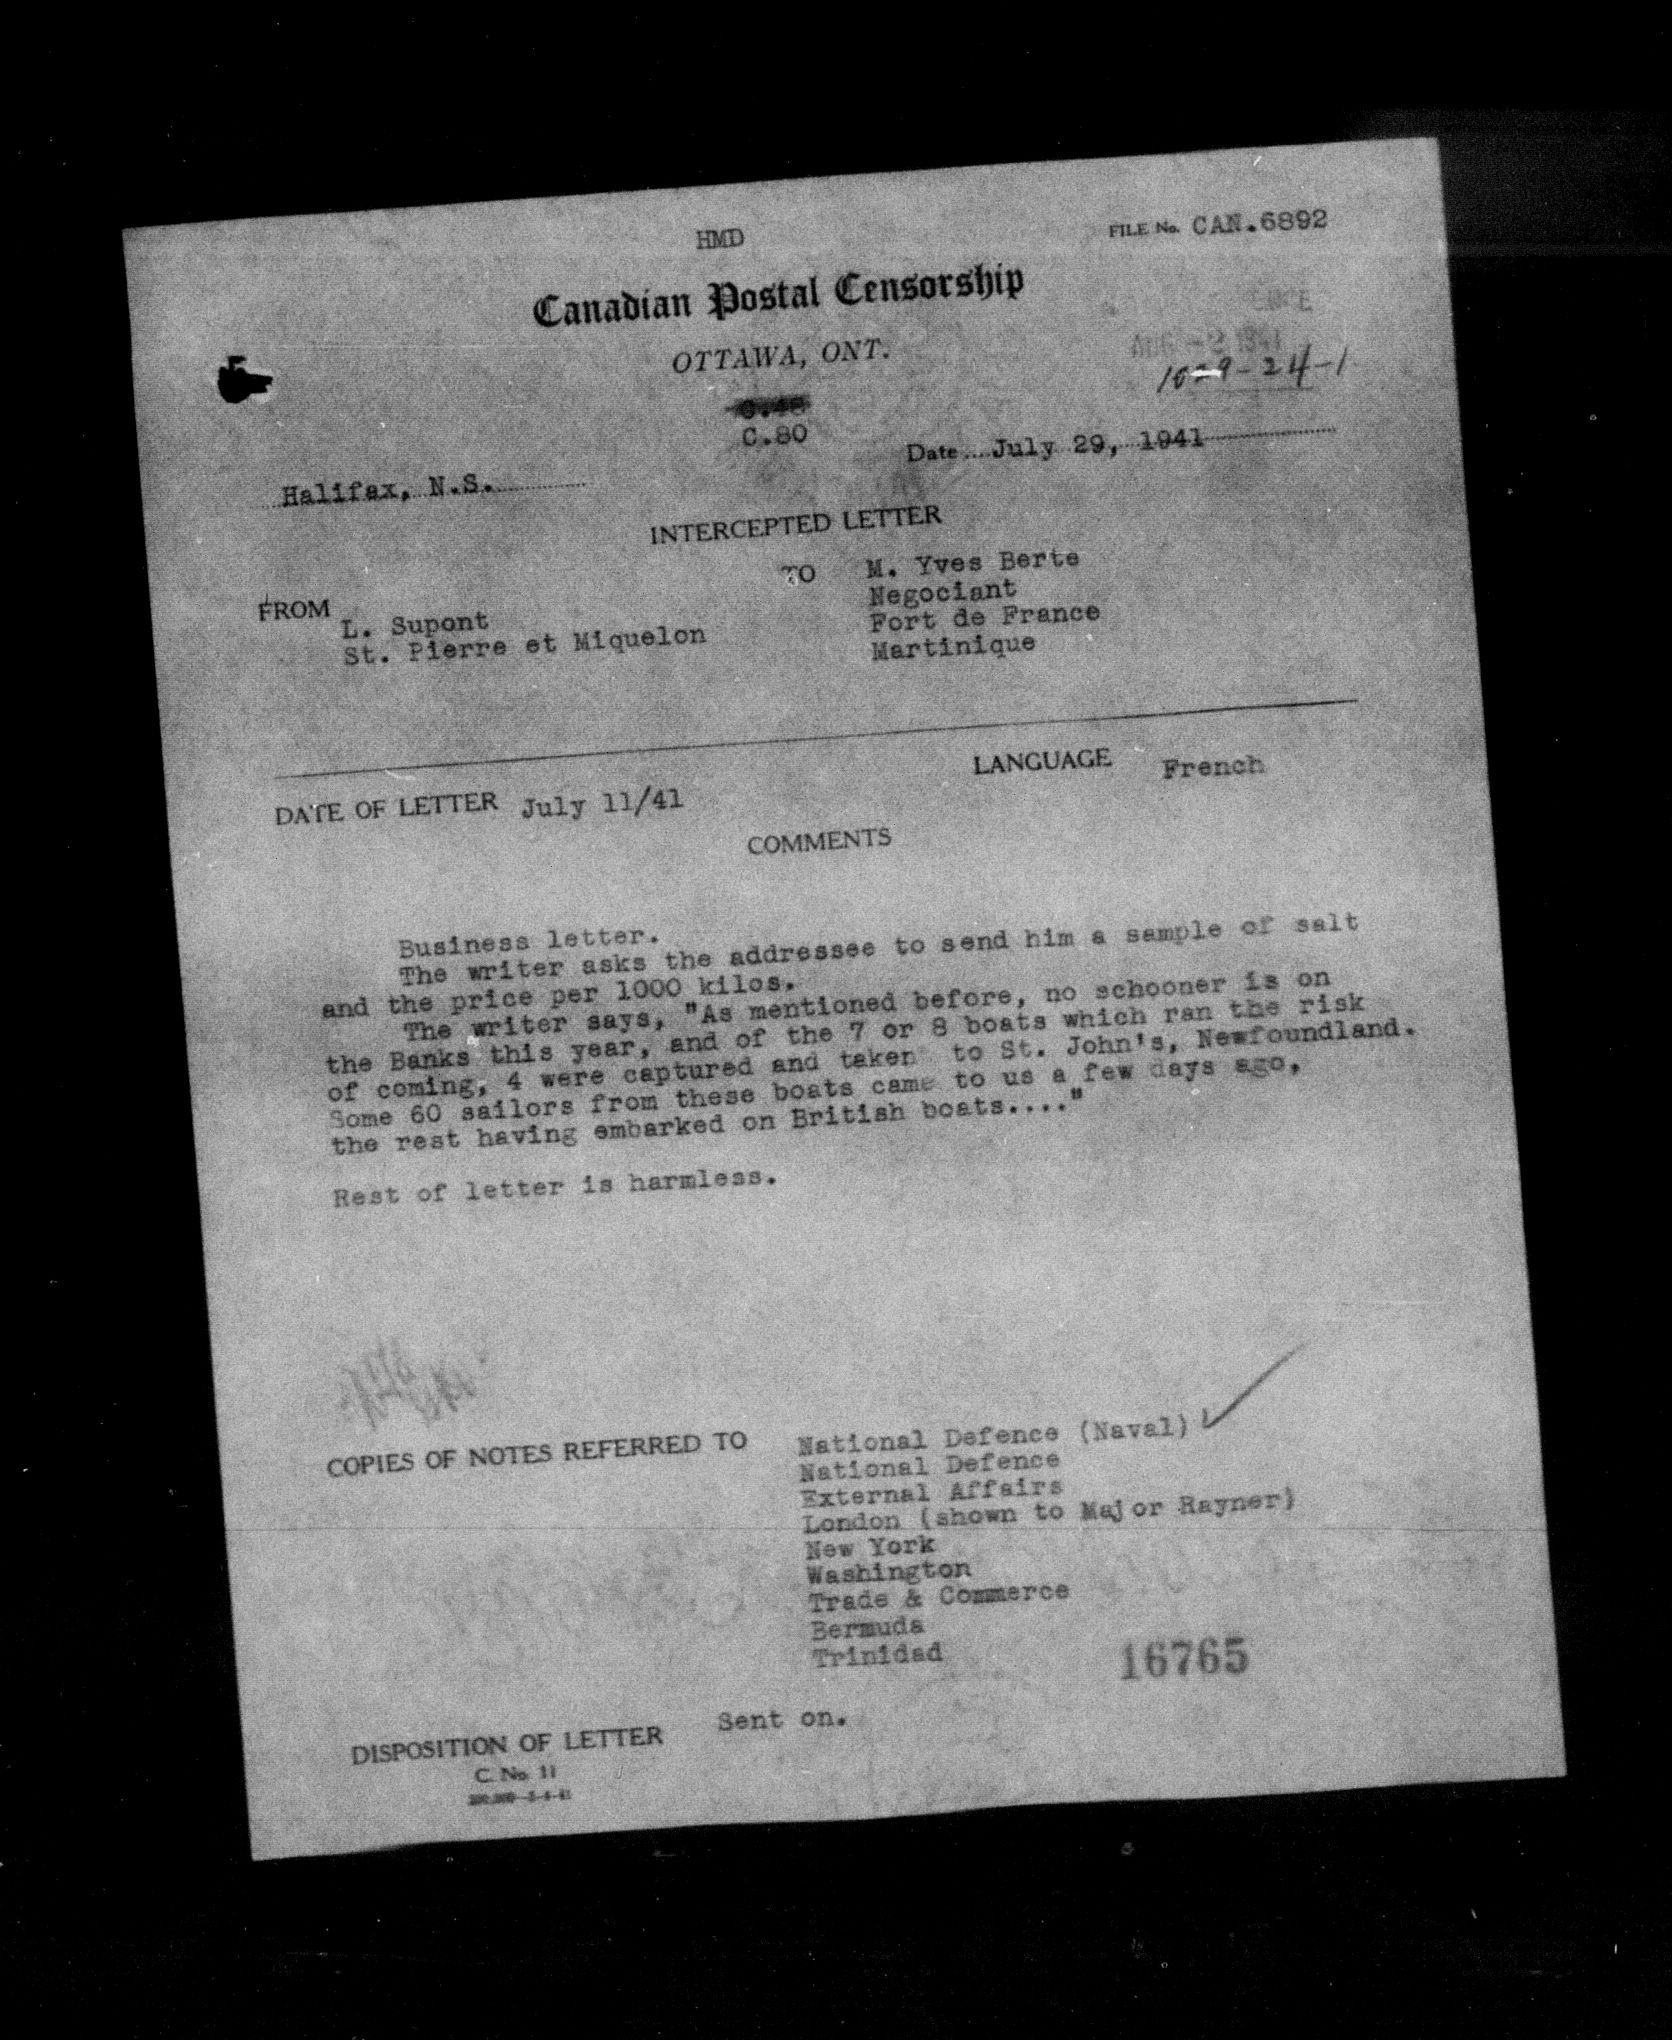 HMD
FILE No. CAN.6892
Canadian Postal Censorship
OTTAWA, ONT.
AUG -2 1941
1029-24-1
C.80
Date July 29, 1941
Halifax, N.S.
INTERCEPTED LETTER
FROM
L. Supont
St. Pierre et Miquelon
TO
M. Yves Berte
Negociant
Fort de France
Martinique
LANGUAGE French
DATE OF LETTER July 11/41
COMMENTS
Business letter.
The writer asks the addressee to send him a sample of salt
and the price per 1000 kilos.
The writer says, "As mentioned before, no schooner is on
the Banks this year, and of the 7 or 8 boats which ran the risk
of coming, 4 were captured and taken to St. John's, Newfoundland.
Some 60 sailors from these boats came to us a few days ago,
the rest having embarked on British boats...."
Rest of letter is harmless.
COPIES OF NOTES REFERRED TO
National Defence (Naval)
National Defence
External Affairs
London (shown to Major Rayner)
New York
Washington
Trade & Commerce
Bermuda
Trinidad
16765
DISPOSITION OF LETTER Sent on.
C. No. 11